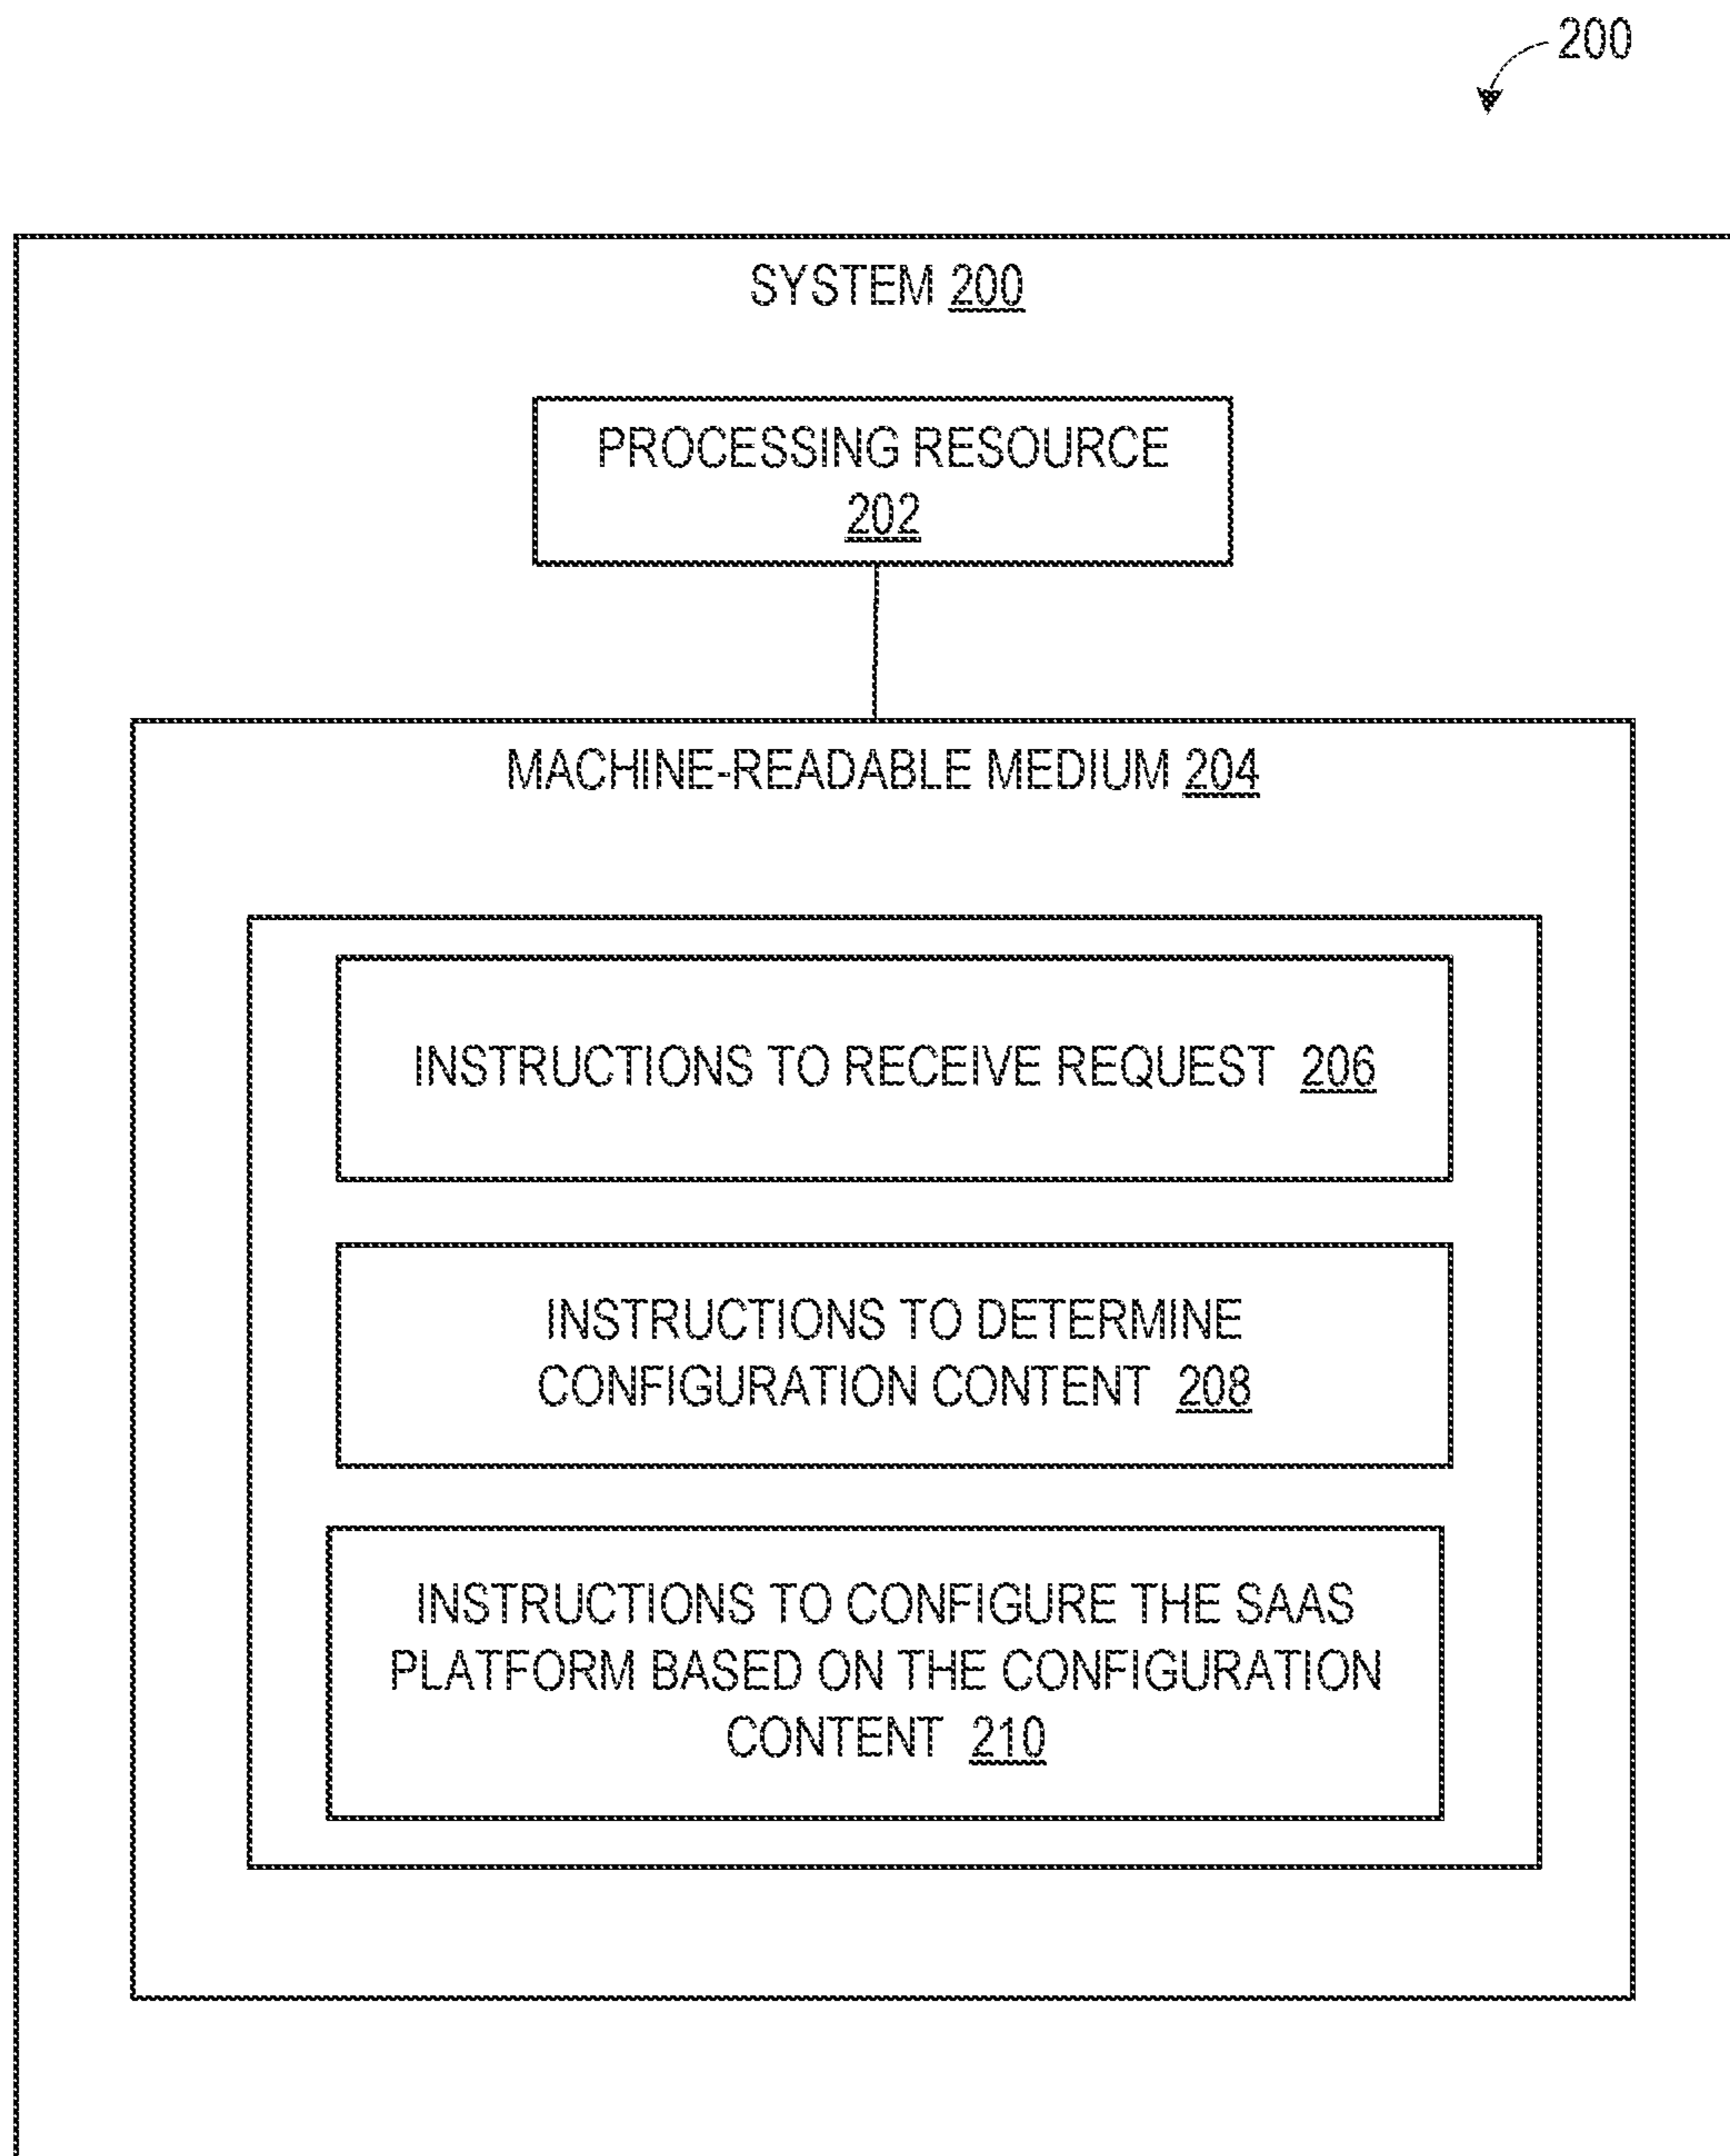 200
SYSTEM 200
PROCESSING RESOURCE
202
MACHINE-READABLE MEDIUM 204
INSTRUCTIONS TO RECEIVE REQUEST 206
INSTRUCTIONS TO DETERMINE
CONFIGURATION CONTENT 208
INSTRUCTIONS TO CONFIGURE THE SAAS
PLATFORM BASED ON THE CONFIGURATION
CONTENT 210